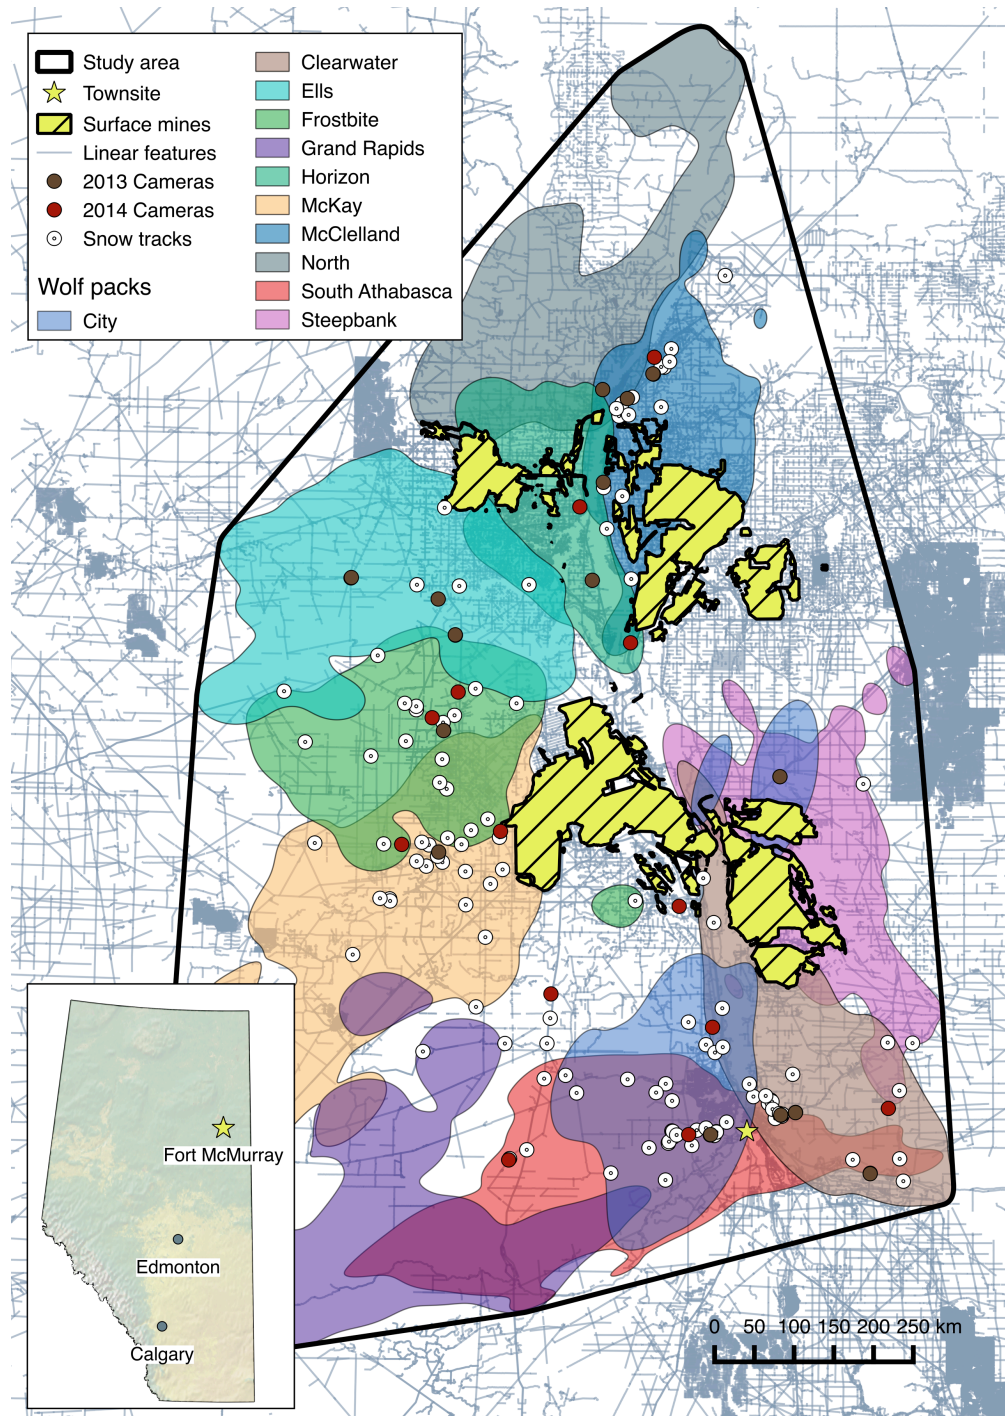 Study area
Townsite
Surface mines
Linear features
2013 Cameras
2014 Cameras
Snow tracks
Wolf packs
City
Clearwater
Ells
Frostbite
Grand Rapids
Horizon
McKay
McClelland
North
South Athabasca
Steepbank
Fort McMurray
Edmonton
Calgary
0 50 100 150 200 250 km